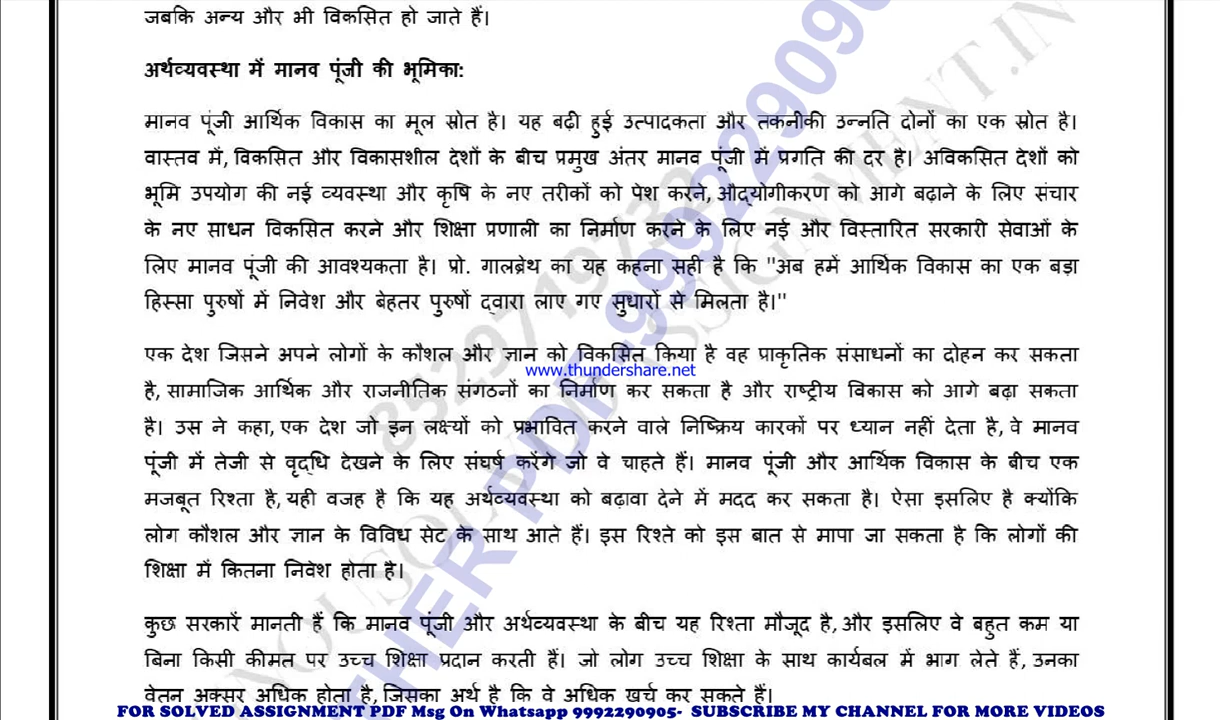 जबकि अन्य और भी विकसित हो जाते हैं।
अर्थव्यवस्था में मानव पूंजी की भूमिका:
मानव पूंजी आर्थिक विकास का मूल स्रोत है। यह बढ़ी हुई उत्पादकता और तकनीकी उन्नति दोनों का एक स्रोत है।
वास्तव में, विकसित और विकासशील देशों के बीच प्रमुख अंतर मानव पूंजी में प्रगति की दर है। अविकसित देशों को
भूमि उपयोग की नई व्यवस्था और कृषि के नए तरीकों को पेश करने, औद्योगीकरण को आगे बढ़ाने के लिए संचार
के नए साधन विकसित करने और शिक्षा प्रणाली का निर्माण करने के लिए नई और विस्तारित सरकारी सेवाओं के
लिए मानव पूंजी की आवश्यकता है। प्रो. गालब्रेथ का यह कहना सही है कि "अब हमें आर्थिक विकास का एक बड़ा
हिस्सा पुरुषों में निवेश और बेहतर पुरुषों द्वारा लाए गए सुधारों से मिलता है।"
एक देश जिसने अपने लोगों के कौशल और ज्ञान को विकसित किया है वह प्राकृतिक संसाधनों का दोहन कर सकता
www.thundershare.net
है, सामाजिक आर्थिक और राजनीतिक संगठनों का निर्माण कर सकता है और राष्ट्रीय विकास को आगे बढ़ा सकता
है। उस ने कहा, एक देश जो इन लक्ष्यों को प्रभावित करने वाले निष्क्रिय कारकों पर ध्यान नहीं देता है, वे मानव
पूंजी में तेजी से वृद्धि देखने के लिए संघर्ष करेंगे जो वे चाहते हैं। मानव पूंजी और आर्थिक विकास के बीच एक
मजबूत रिश्ता है, यही वजह है कि यह अर्थव्यवस्था को बढ़ावा देने में मदद कर सकता है। ऐसा इसलिए है क्योंकि
लोग कौशल और ज्ञान के विविध सेट के साथ आते हैं। इस रिश्ते को इस बात से मापा जा सकता है कि लोगों की
शिक्षा में कितना निवेश होता है।
कुछ सरकारें मानती हैं कि मानव पूंजी और अर्थव्यवस्था के बीच यह रिश्ता मौजूद है, और इसलिए वे बहुत कम या
बिना किसी कीमत पर उच्च शिक्षा प्रदान करती हैं। जो लोग उच्च शिक्षा के साथ कार्यबल में भाग लेते हैं, उनका
वेतन अक्सर अधिक होता है, जिसका अर्थ है कि वे अधिक खर्च कर सकते हैं।
FOR SOLVED ASSIGNMENT PDF Msg On Whatsapp 9992290905- SUBSCRIBE MY CHANNEL FOR MORE VIDEOS